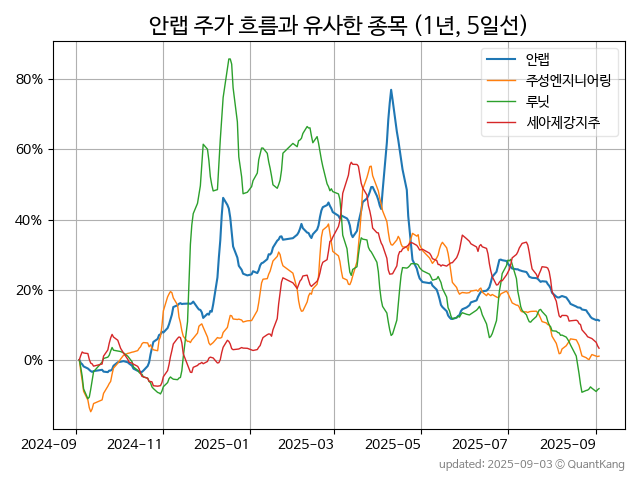 안랩 주가 흐름과 유사한 종목 (1년, 5일선)
안랩
주성엔지니어링
루닛
세아제강지주
80%
60%
40%
20%
0%
2024-09 2024-11 2025-01 2025-03 2025-05 2025-07 2025-09
updated: 2025-09-03 © QuantKang